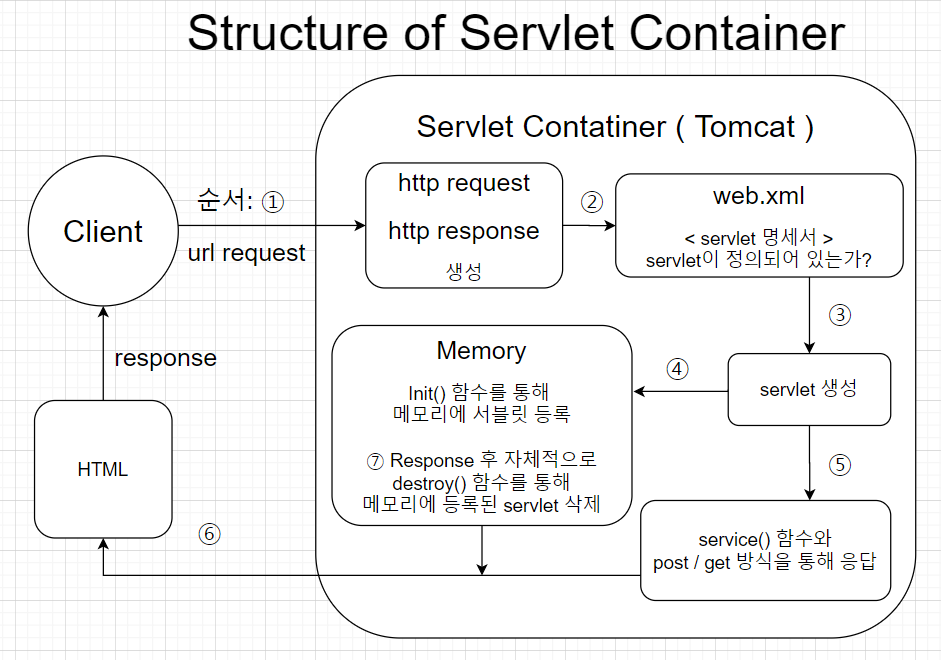 Structure of Servlet Container
Servlet Contatiner ( Tomcat )
Client
순서: ①
url request
http request
http response
생성
②
web.xml
< servlet 명세서 >
servlet이 정의되어 있는가?
③
servlet 생성
④
Memory
Init() 함수를 통해
메모리에 서블릿 등록
⑦ Response 후 자체적으로
destroy() 함수를 통해
메모리에 등록된 servlet 삭제
⑤
service() 함수와
post / get 방식을 통해 응답
⑥
HTML
response